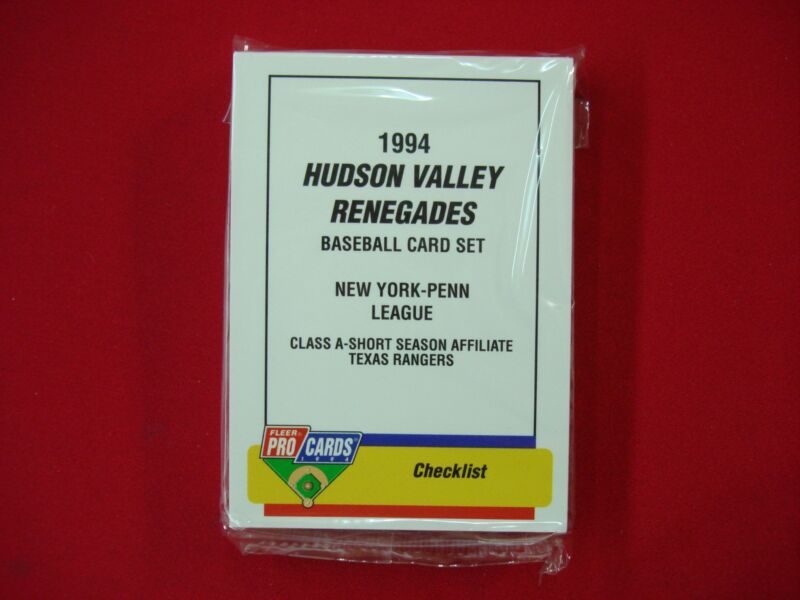 1994
HUDSON VALLEY
RENEGADES
BASEBALL CARD SET
NEW YORK-PENN
LEAGUE
CLASS A-SHORT SEASON AFFILIATE
TEXAS RANGERS
FLEER®
PRO CARDS
1994
Checklist